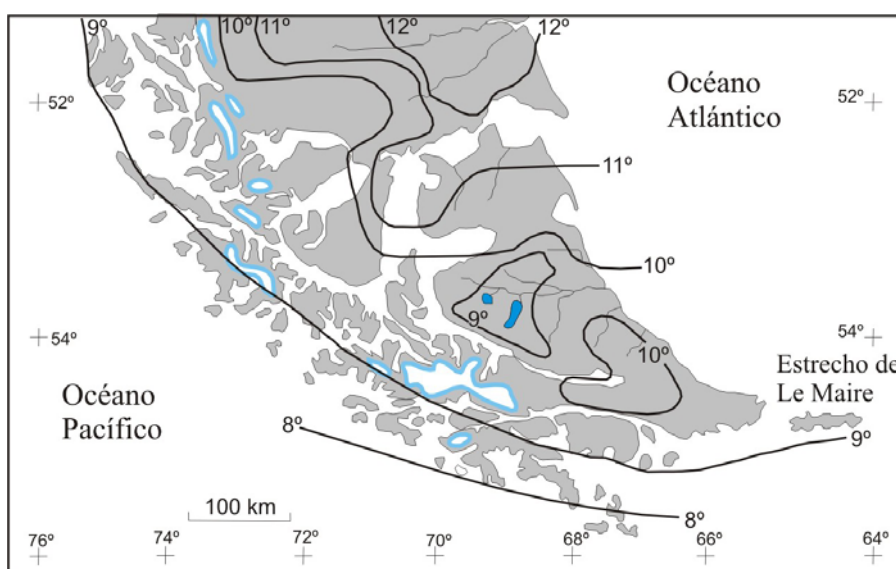 9º 10º 11º 12º 12º
Océano
Atlántico
52º 52º
11º
10º
9º
54º 54º
10º
Estrecho de
Le Maire
Océano
Pacífico
8º
9º
100 km
8º
76º 74º 72º 70º 68º 66º 64º